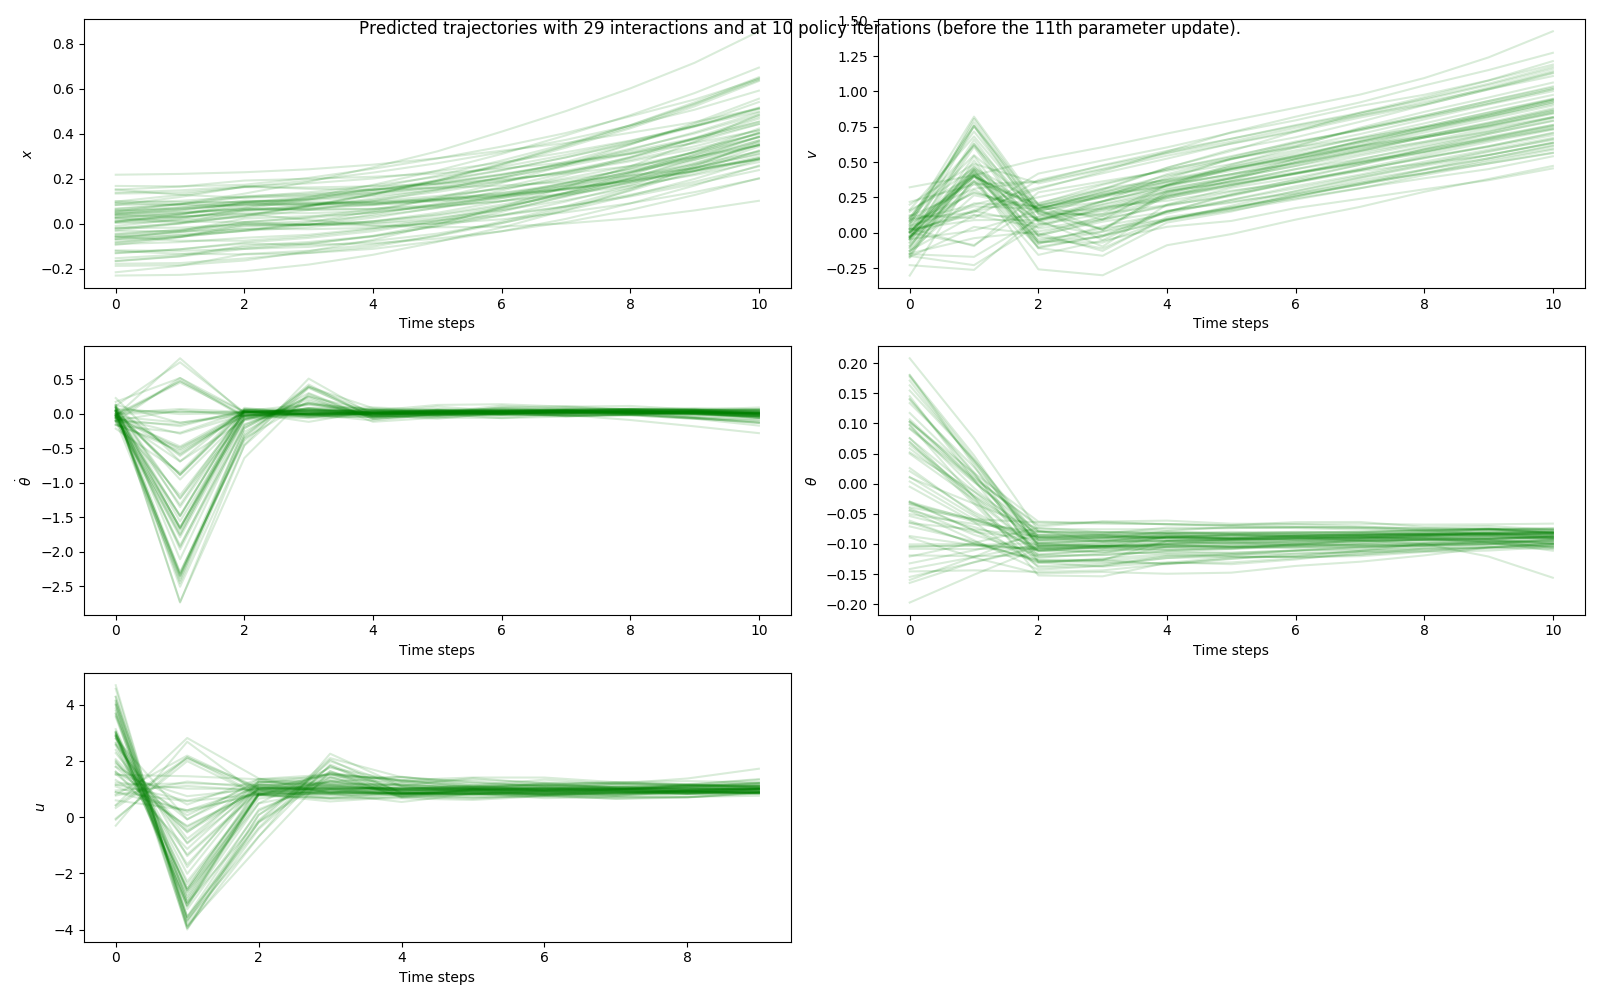 Predicted trajectories with 29 interactions and at 10 policy iterations (before the 11th parameter update).
0.8
0.6
0.4
0.2
0.0
−0.2
x
0 2 4 6 8 10
Time steps
1.50
1.25
1.00
0.75
0.50
0.25
0.00
−0.25
v
0 2 4 6 8 10
Time steps
0.5
0.0
−0.5
−1.0
−1.5
−2.0
−2.5
θ̇
0 2 4 6 8 10
Time steps
0.20
0.15
0.10
0.05
0.00
−0.05
−0.10
−0.15
−0.20
θ
0 2 4 6 8 10
Time steps
4
2
0
−2
−4
u
0 2 4 6 8
Time steps